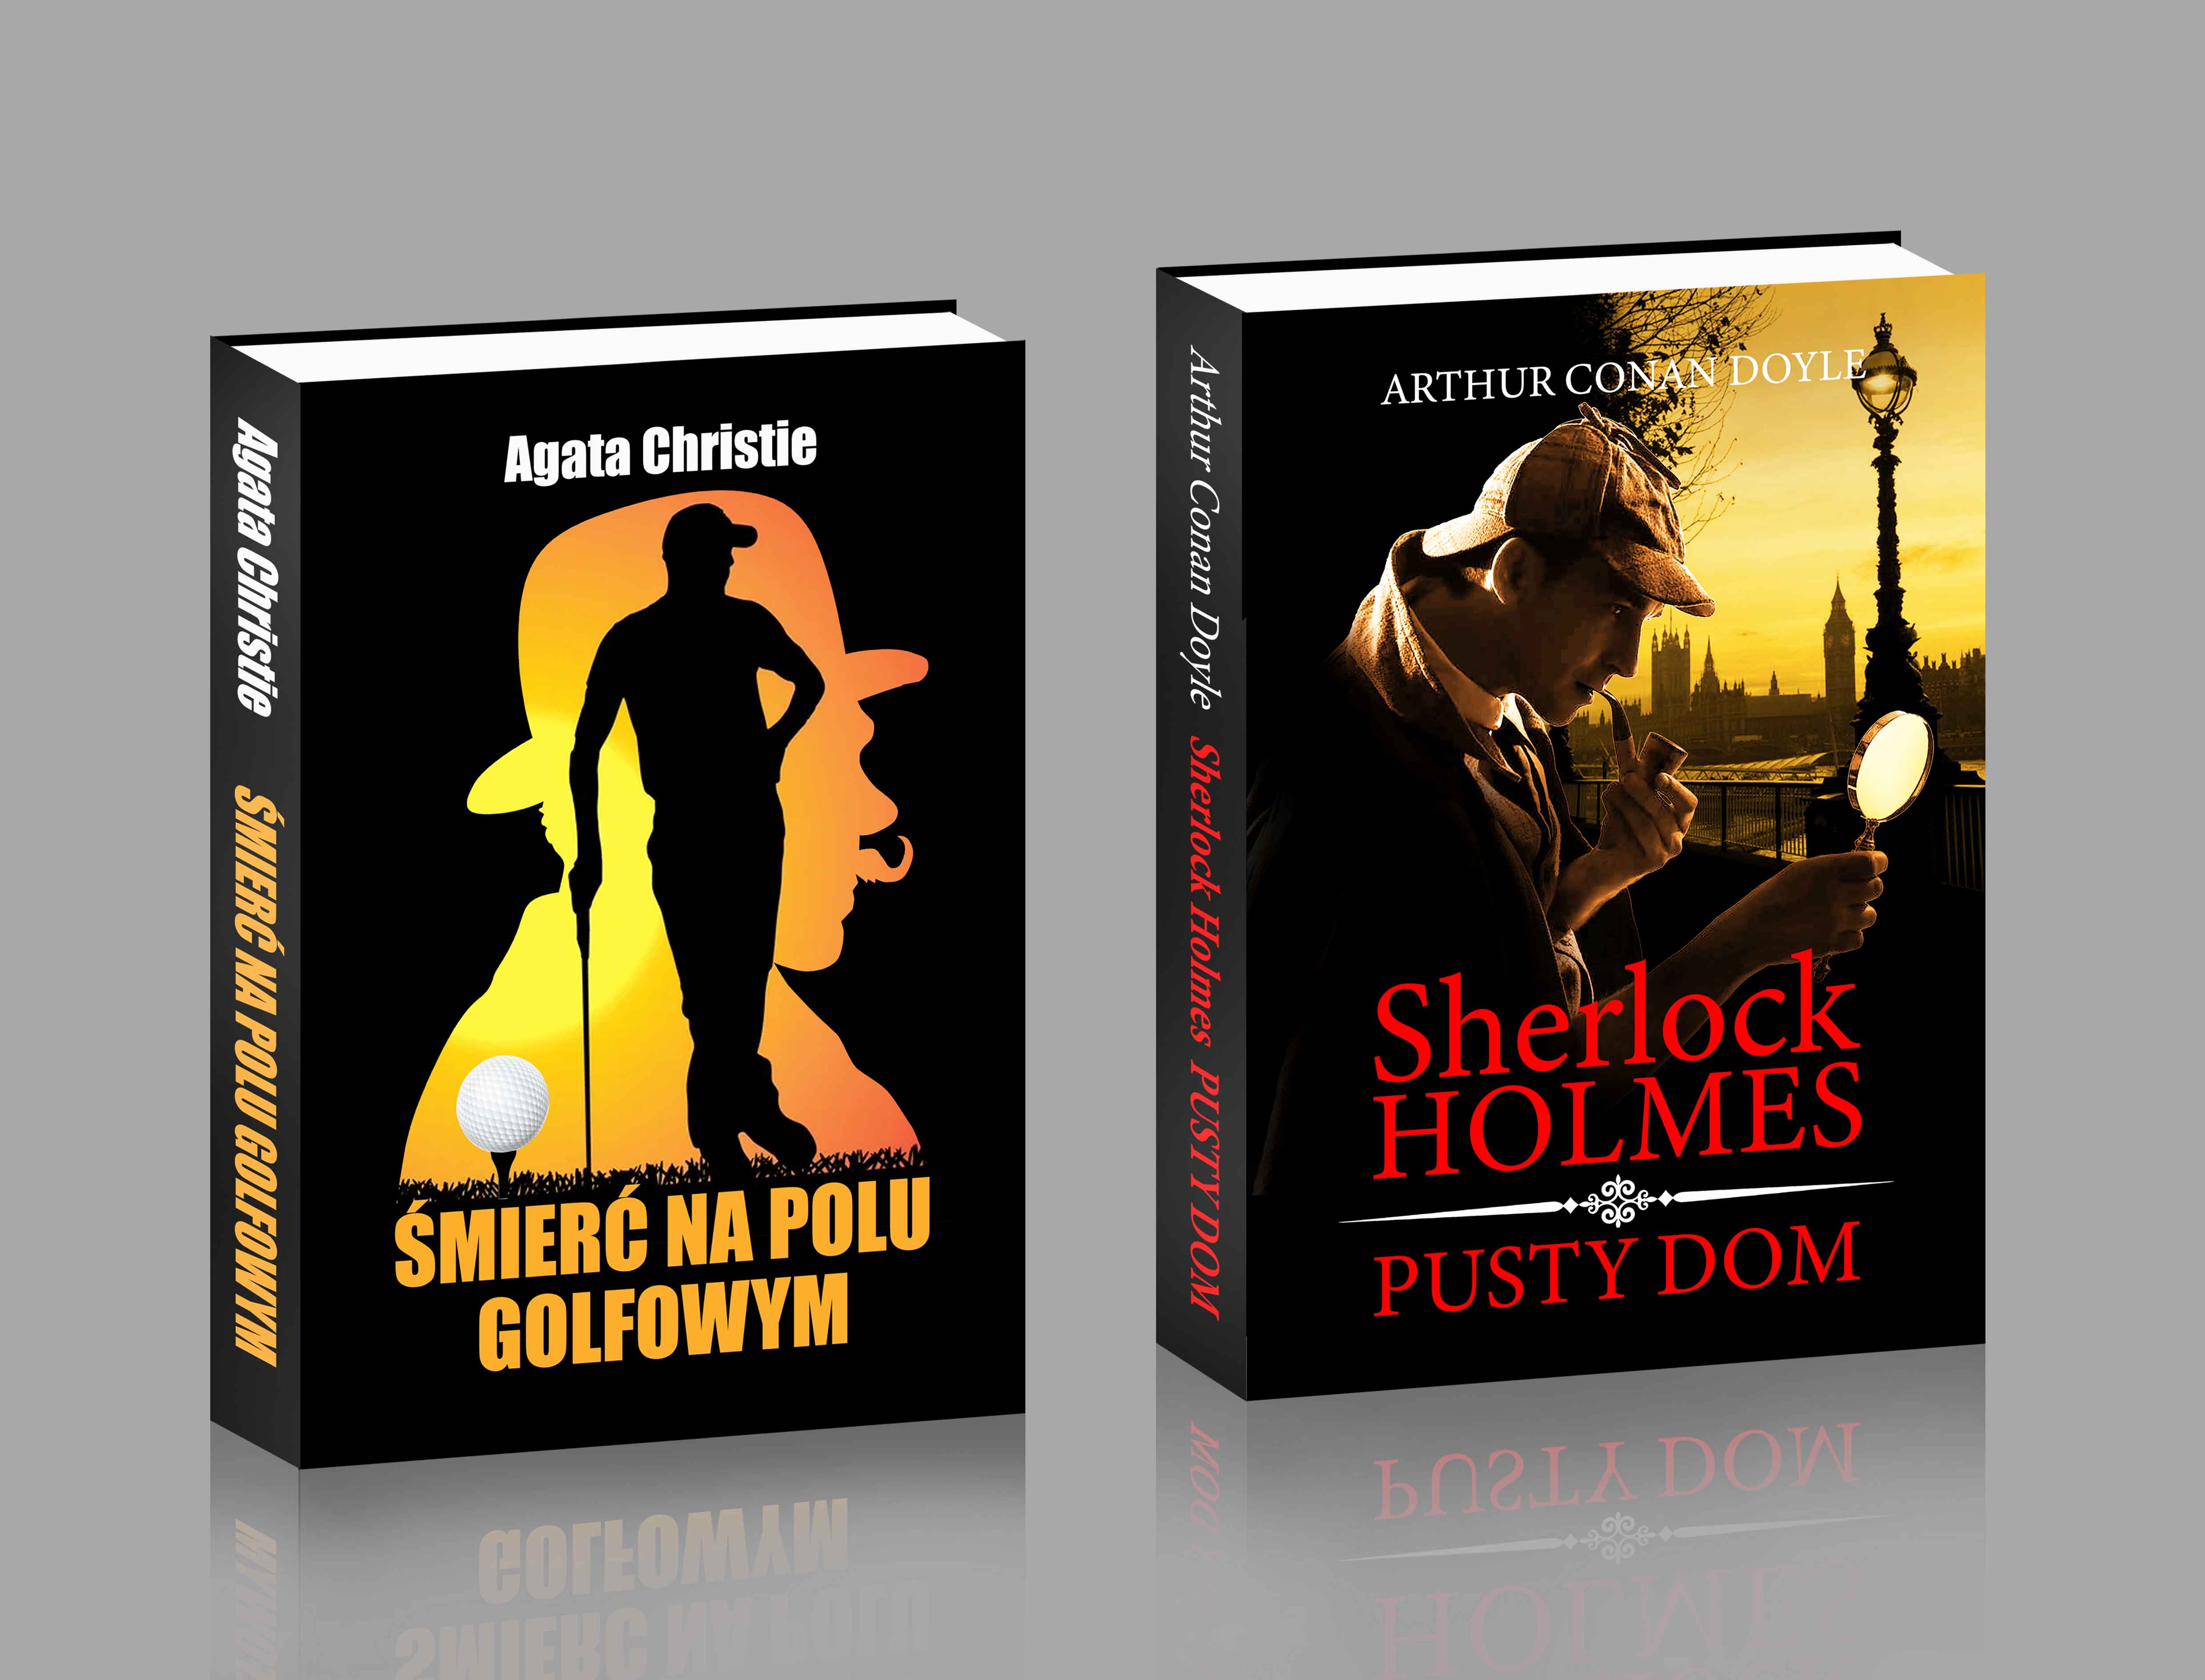 Agata Christie
ŚMIERĆ NA POLU
GOLFOWYM
Agata Christie ŚMIERĆ NA POLU GOLFOWYM
ARTHUR CONAN DOYLE
Sherlock
HOLMES
PUSTY DOM
Arthur Conan Doyle Sherlock Holmes PUSTY DOM